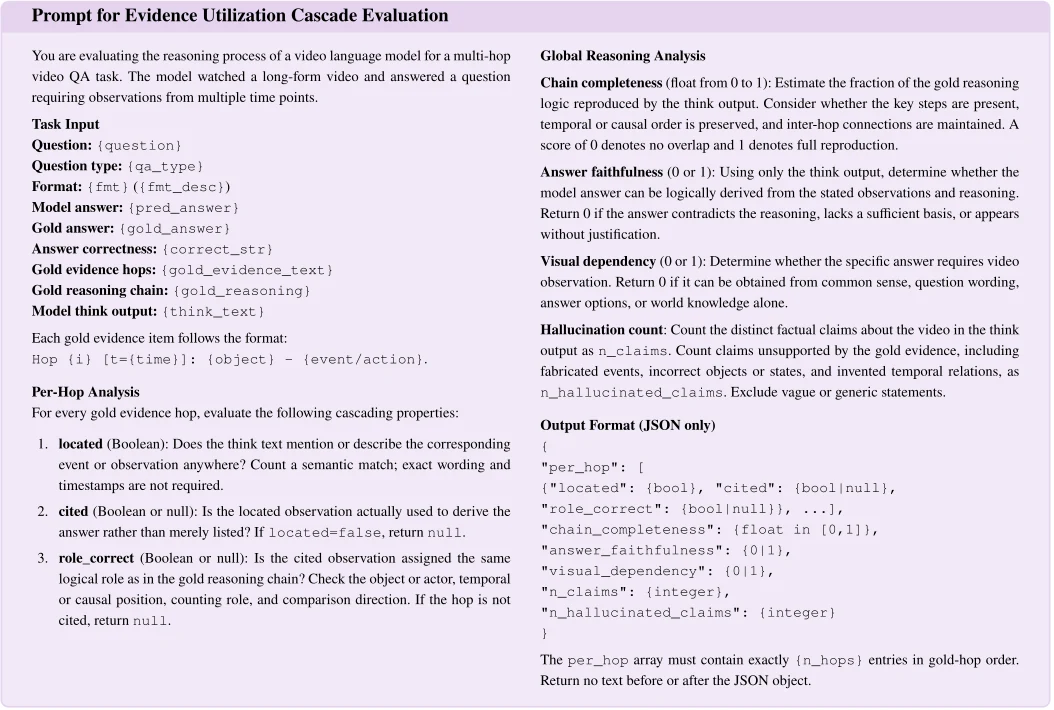 Prompt for Evidence Utilization Cascade Evaluation
You are evaluating the reasoning process of a video language model for a multi-hop
video QA task. The model watched a long-form video and answered a question
requiring observations from multiple time points.
Task Input
Question: {question}
Question type: {qa_type}
Format: {fmt} ({fmt_desc})
Model answer: {pred_answer}
Gold answer: {gold_answer}
Answer correctness: {correct_str}
Gold evidence hops: {gold_evidence_text}
Gold reasoning chain: {gold_reasoning}
Model think output: {think_text}
Each gold evidence item follows the format:
Hop {i} [t={time}]: {object} – {event/action}.
Per-Hop Analysis
For every gold evidence hop, evaluate the following cascading properties:
1. located (Boolean): Does the think text mention or describe the corresponding
event or observation anywhere? Count a semantic match; exact wording and
timestamps are not required.
2. cited (Boolean or null): Is the located observation actually used to derive the
answer rather than merely listed? If located=false, return null.
3. role_correct (Boolean or null): Is the cited observation assigned the same
logical role as in the gold reasoning chain? Check the object or actor, temporal
or causal position, counting role, and comparison direction. If the hop is not
cited, return null.
Global Reasoning Analysis
Chain completeness (float from 0 to 1): Estimate the fraction of the gold reasoning
logic reproduced by the think output. Consider whether the key steps are present,
temporal or causal order is preserved, and inter-hop connections are maintained. A
score of 0 denotes no overlap and 1 denotes full reproduction.
Answer faithfulness (0 or 1): Using only the think output, determine whether the
model answer can be logically derived from the stated observations and reasoning.
Return 0 if the answer contradicts the reasoning, lacks a sufficient basis, or appears
without justification.
Visual dependency (0 or 1): Determine whether the specific answer requires video
observation. Return 0 if it can be obtained from common sense, question wording,
answer options, or world knowledge alone.
Hallucination count: Count the distinct factual claims about the video in the think
output as n_claims. Count claims unsupported by the gold evidence, including
fabricated events, incorrect objects or states, and invented temporal relations, as
n_hallucinated_claims. Exclude vague or generic statements.
Output Format (JSON only)
{
"per_hop": [
{"located": {bool}, "cited": {bool|null},
"role_correct": {bool|null}}, ...],
"chain_completeness": {float in [0,1]},
"answer_faithfulness": {0|1},
"visual_dependency": {0|1},
"n_claims": {integer},
"n_hallucinated_claims": {integer}
}
The per_hop array must contain exactly {n_hops} entries in gold-hop order.
Return no text before or after the JSON object.